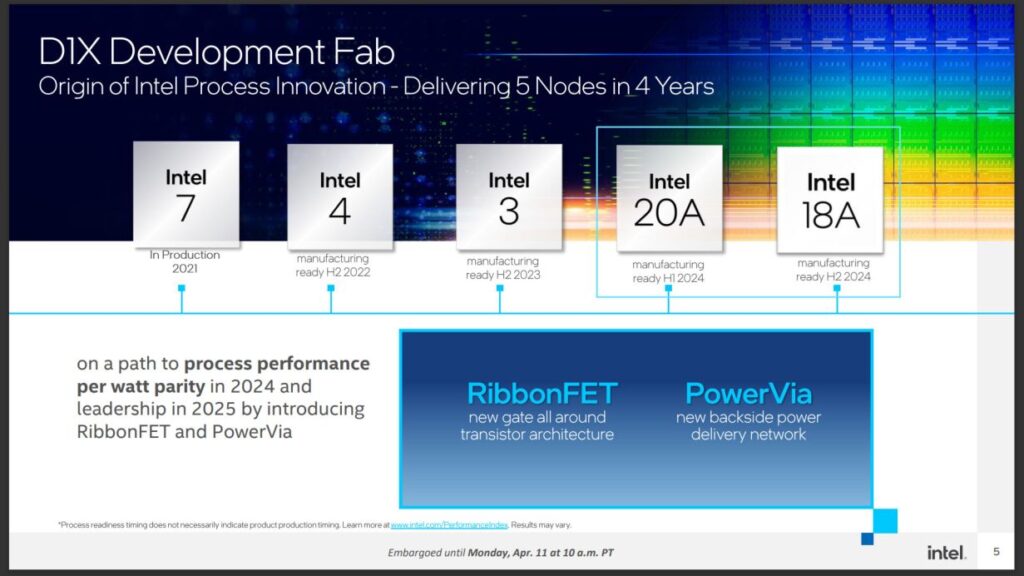 D1X Development Fab
Origin of Intel Process Innovation - Delivering 5 Nodes in 4 Years
Intel
7
In Production
2021
Intel
4
manufacturing
ready H2 2022
Intel
3
manufacturing
ready H2 2023
Intel
20A
manufacturing
ready H1 2024
Intel
18A
manufacturing
ready H2 2024
on a path to process performance
per watt parity in 2024 and
leadership in 2025 by introducing
RibbonFET and PowerVia
RibbonFET
new gate all around
transistor architecture
PowerVia
new backside power
delivery network
*Process readiness timing does not necessarily indicate product production timing. Learn more at www.intel.com/PerformanceIndex. Results may vary.
Embargoed until Monday, Apr. 11 at 10 a.m. PT
intel.
5